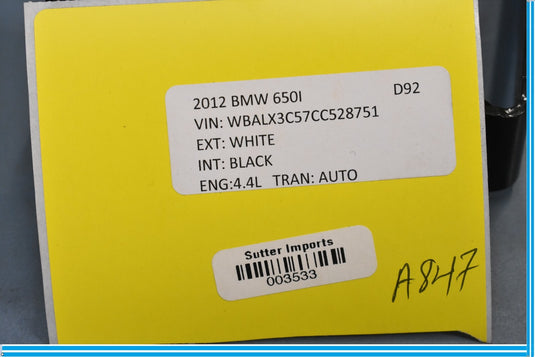 2012 BMW 650I D92
VIN: WBALX3C57CC528751
EXT: WHITE
INT: BLACK
ENG:4.4L TRAN: AUTO
Sutter Imports
003533
A847